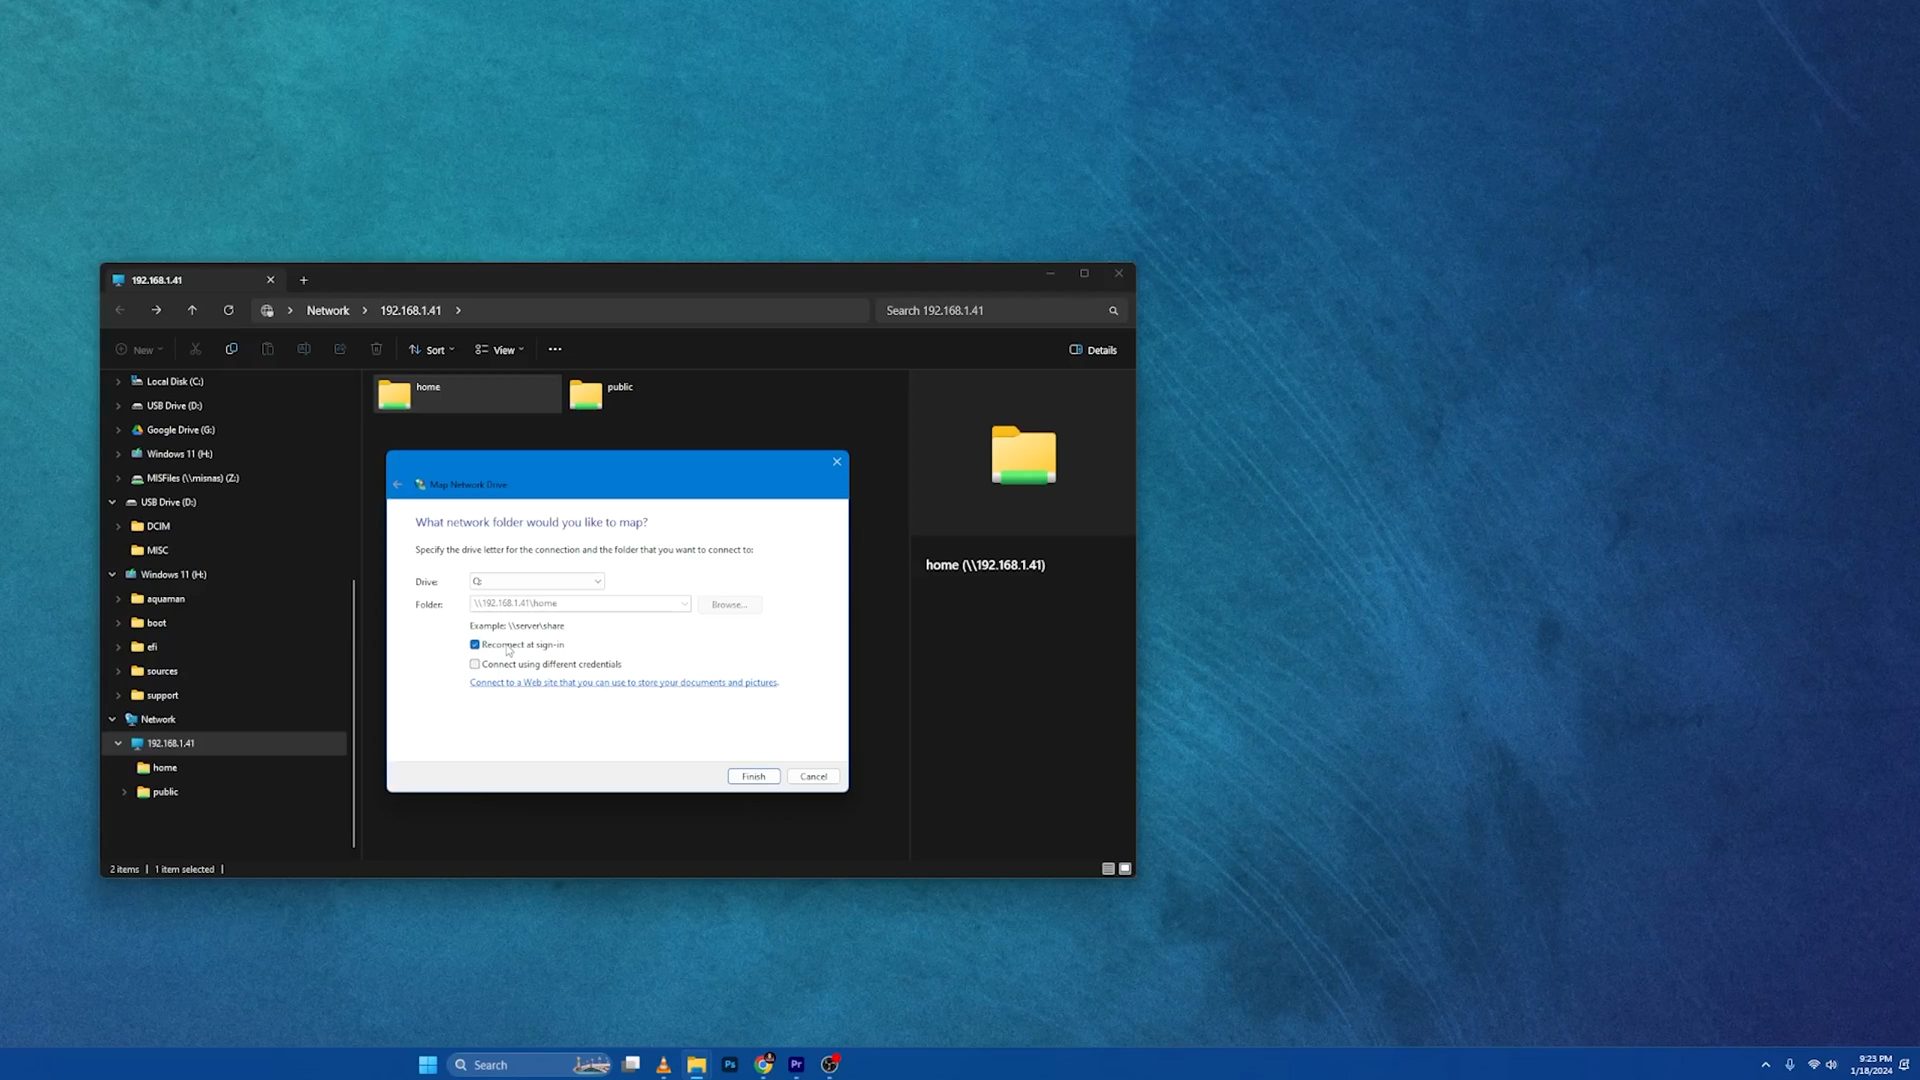 192.168.1.41
Network
192.168.1.41
Search 192.168.1.41
New
Sort
View
Details
Local Disk (C:)
USB Drive (D:)
Google Drive (G:)
Windows 11 (H:)
MISFiles (\\misnas) (Z:)
USB Drive (D:)
DCIM
MISC
Windows 11 (H:)
aquaman
boot
efi
sources
support
Network
192.168.1.41
home
public
home
public
Map Network Drive
What network folder would you like to map?
Specify the drive letter for the connection and the folder that you want to connect to:
Drive: Q:
Folder: \\192.168.1.41\home
Browse...
Example: \\server\share
Reconnect at sign-in
Connect using different credentials
Connect to a Web site that you can use to store your documents and pictures.
Finish
Cancel
home (\\192.168.1.41)
2 items
1 item selected
Search
Ps
Pr
9:23 PM
1/18/2024